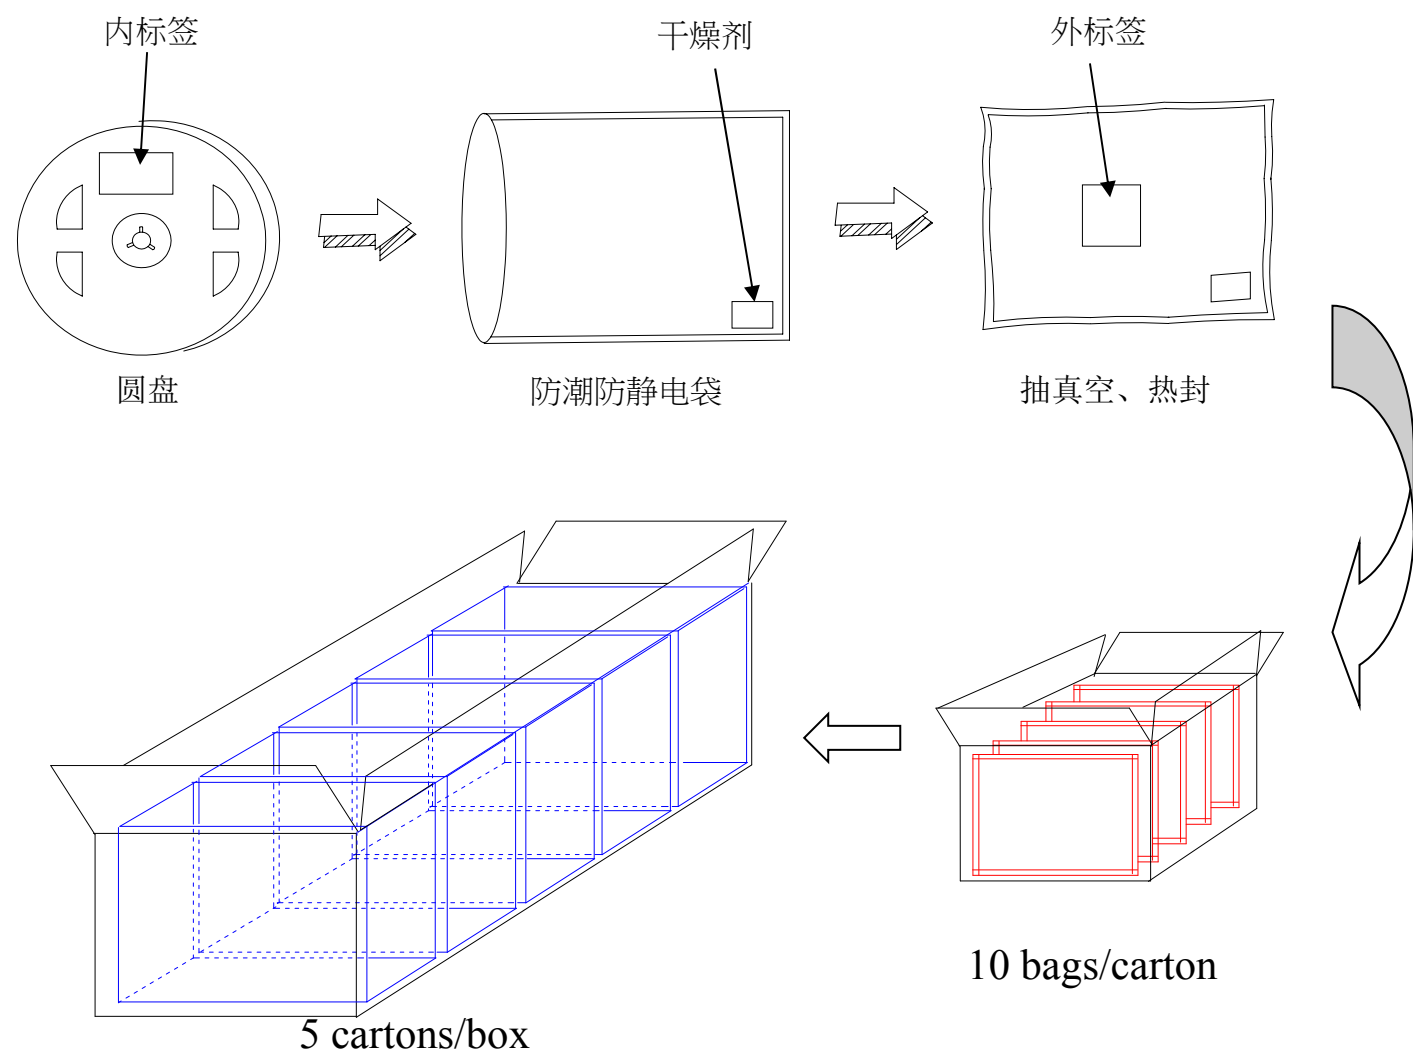 内标签
干燥剂
外标签
圆盘
防潮防静电袋
抽真空、热封
10 bags/carton
5 cartons/box